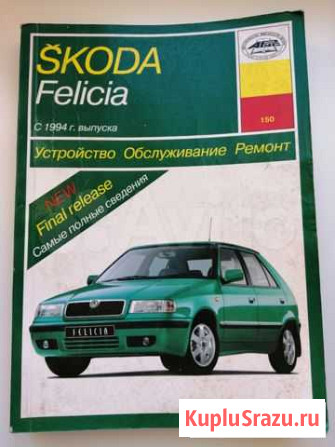 ŠKODA
Felicia
С 1994 г. выпуска
150
Устройство Обслуживание Ремонт
NEW
Final release
Самые полные сведения
FELICIA
KupluSrazu.ru